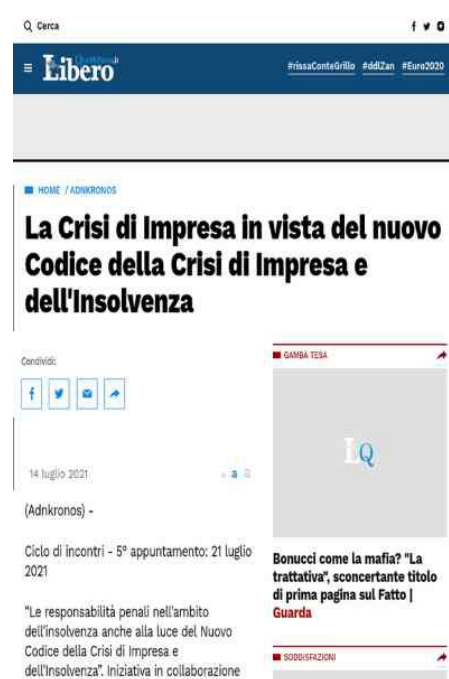 Cerca
Libero
#rissaConteGrillo #ddlZan #Euro2020
HOME / ADNKRONOS
La Crisi di Impresa in vista del nuovo
Codice della Crisi di Impresa e
dell'Insolvenza
Condividi:
14 luglio 2021
a a
(Adnkronos) -
Ciclo di incontri - 5° appuntamento: 21 luglio
2021
"Le responsabilità penali nell'ambito
dell'insolvenza anche alla luce del Nuovo
Codice della Crisi di Impresa e
dell'Insolvenza". Iniziativa in collaborazione
GAMBA TESA
LQ
Bonucci come la mafia? "La
trattativa", sconcertante titolo
di prima pagina sul Fatto |
Guarda
SODDISFAZIONI